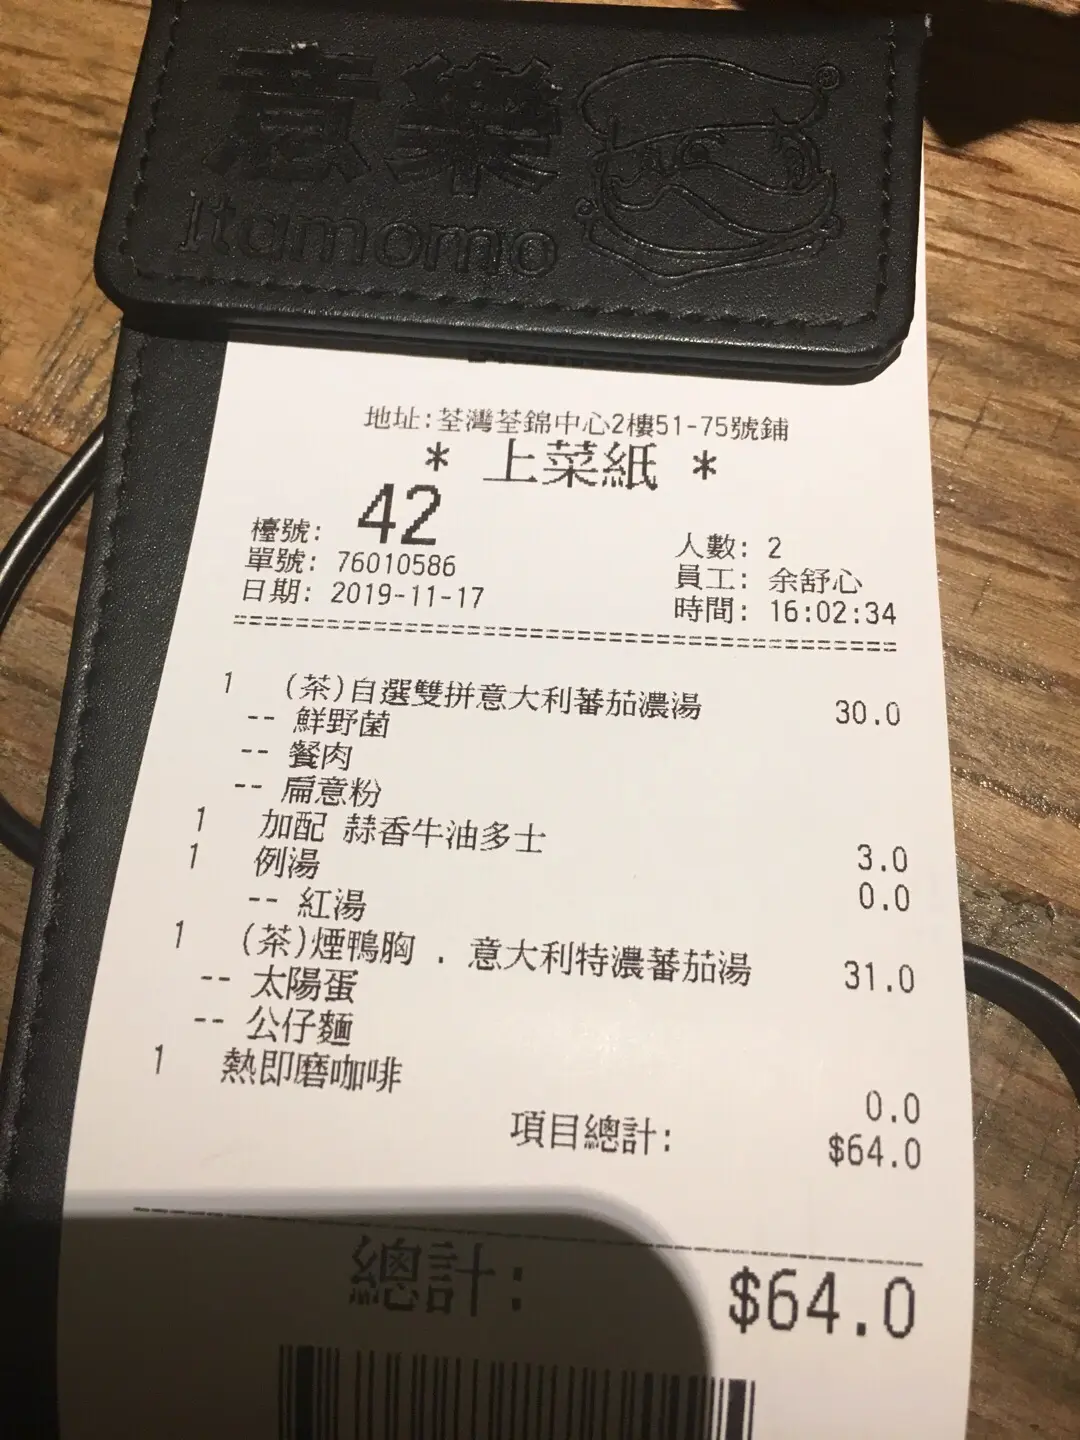 意樂
Itamomo
地址:荃灣荃錦中心2樓51-75號鋪
* 上菜紙 *
檯號: 42
人數: 2
單號: 76010586
員工: 余舒心
日期: 2019-11-17
時間: 16:02:34
1 (茶)自選雙拼意大利蕃茄濃湯 30.0
-- 鮮野菌
-- 餐肉
-- 扁意粉
1 加配 蒜香牛油多士 3.0
1 例湯 0.0
-- 紅湯
1 (茶)煙鴨胸 . 意大利特濃蕃茄湯 31.0
-- 太陽蛋
-- 公仔麵
1 熱即磨咖啡 0.0
項目總計: $64.0
總計: $64.0